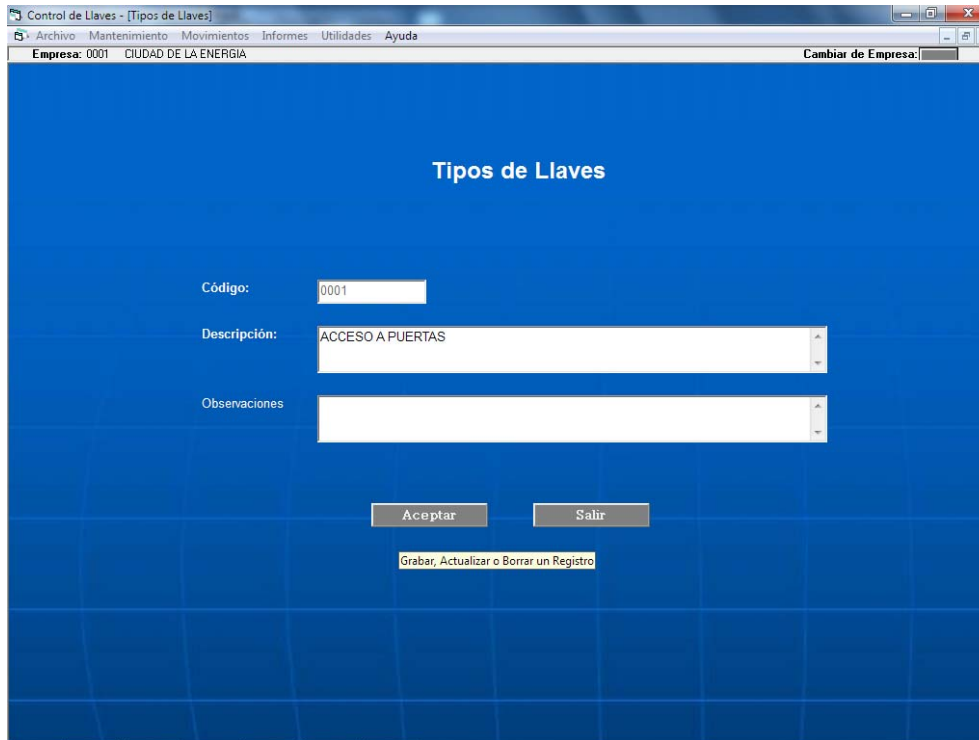 Control de Llaves - [Tipos de Llaves]
Archivo Mantenimiento Movimientos Informes Utilidades Ayuda
Empresa: 0001 CIUDAD DE LA ENERGIA Cambiar de Empresa:
Tipos de Llaves
Código: 0001
Descripción: ACCESO A PUERTAS
Observaciones
Aceptar Salir
Grabar, Actualizar o Borrar un Registro